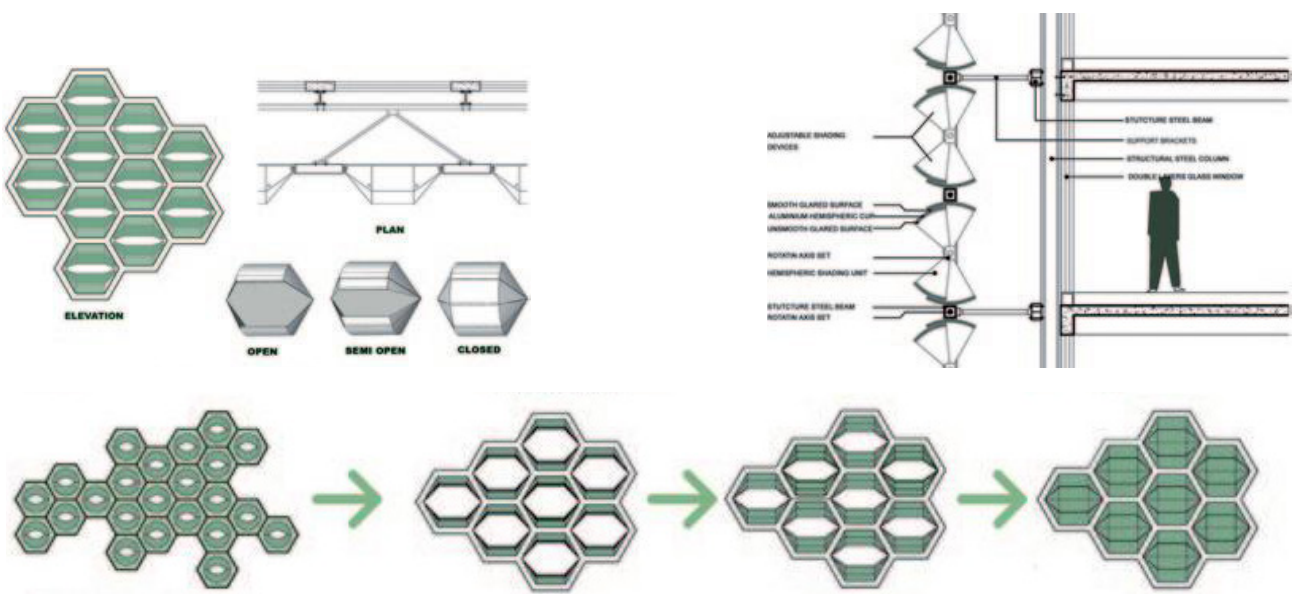 ELEVATION
PLAN
OPEN
SEMI OPEN
CLOSED
ADJUSTABLE SHADING
DEVICES
SMOOTH GLARED SURFACE
ALUMINIUM HEMISPHERIC CUP
UNSMOOTH GLARED SURFACE
ROTATIN AXIS SET
HEMISPHERIC SHADING UNIT
STUTCTURE STEEL BEAM
ROTATIN AXIS SET
STUTCTURE STEEL BEAM
SUPPORT BRACKETS
STRUCTURAL STEEL COLUMN
DOUBLE LAYERS GLASS WINDOW